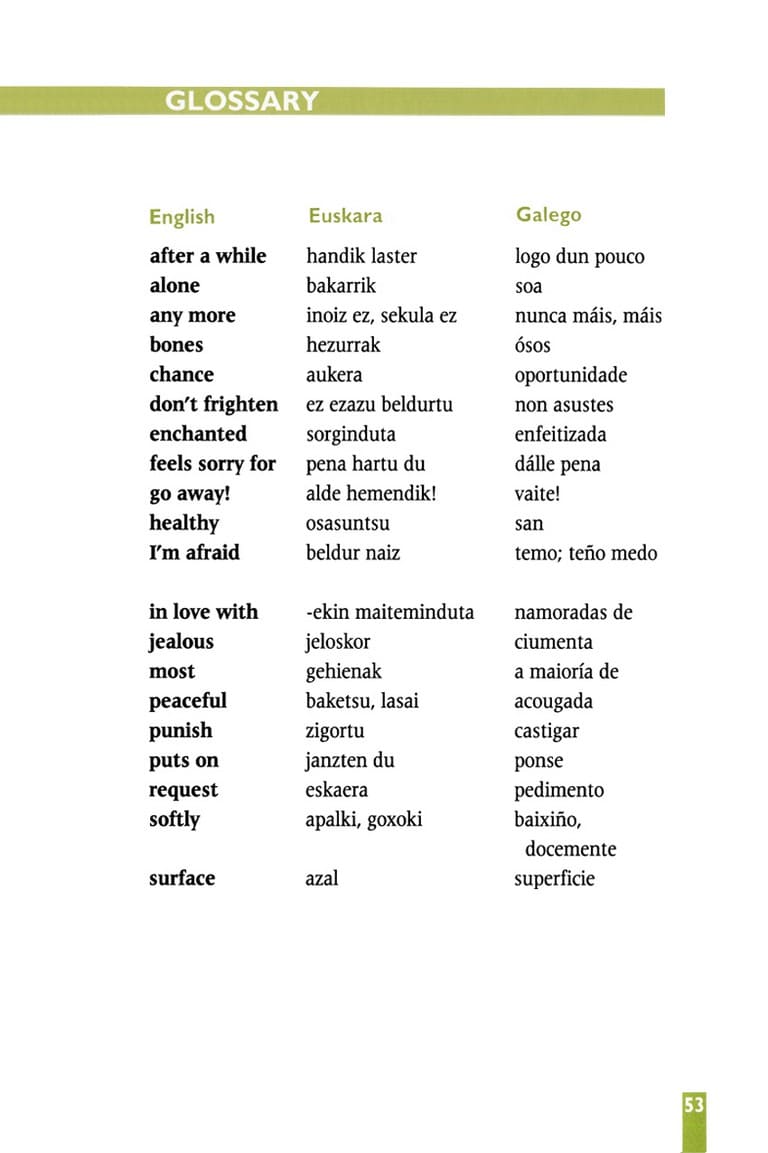 GLOSSARY
English Euskara Galego
after a while handik laster logo dun pouco
alone bakarrik soa
any more inoiz ez, sekula ez nunca máis, máis
bones hezurrak ósos
chance aukera oportunidade
don't frighten ez ezazu beldurtu non asustes
enchanted sorginduta enfeitizada
feels sorry for pena hartu du dálle pena
go away! alde hemendik! vaite!
healthy osasuntsu san
I'm afraid beldur naiz temo; teño medo
in love with -ekin maiteminduta namoradas de
jealous jeloskor ciumenta
most gehienak a maioría de
peaceful baketsu, lasai acougada
punish zigortu castigar
puts on janzten du ponse
request eskaera pedimento
softly apalki, goxoki baixiño,
docemente
surface azal superficie
53